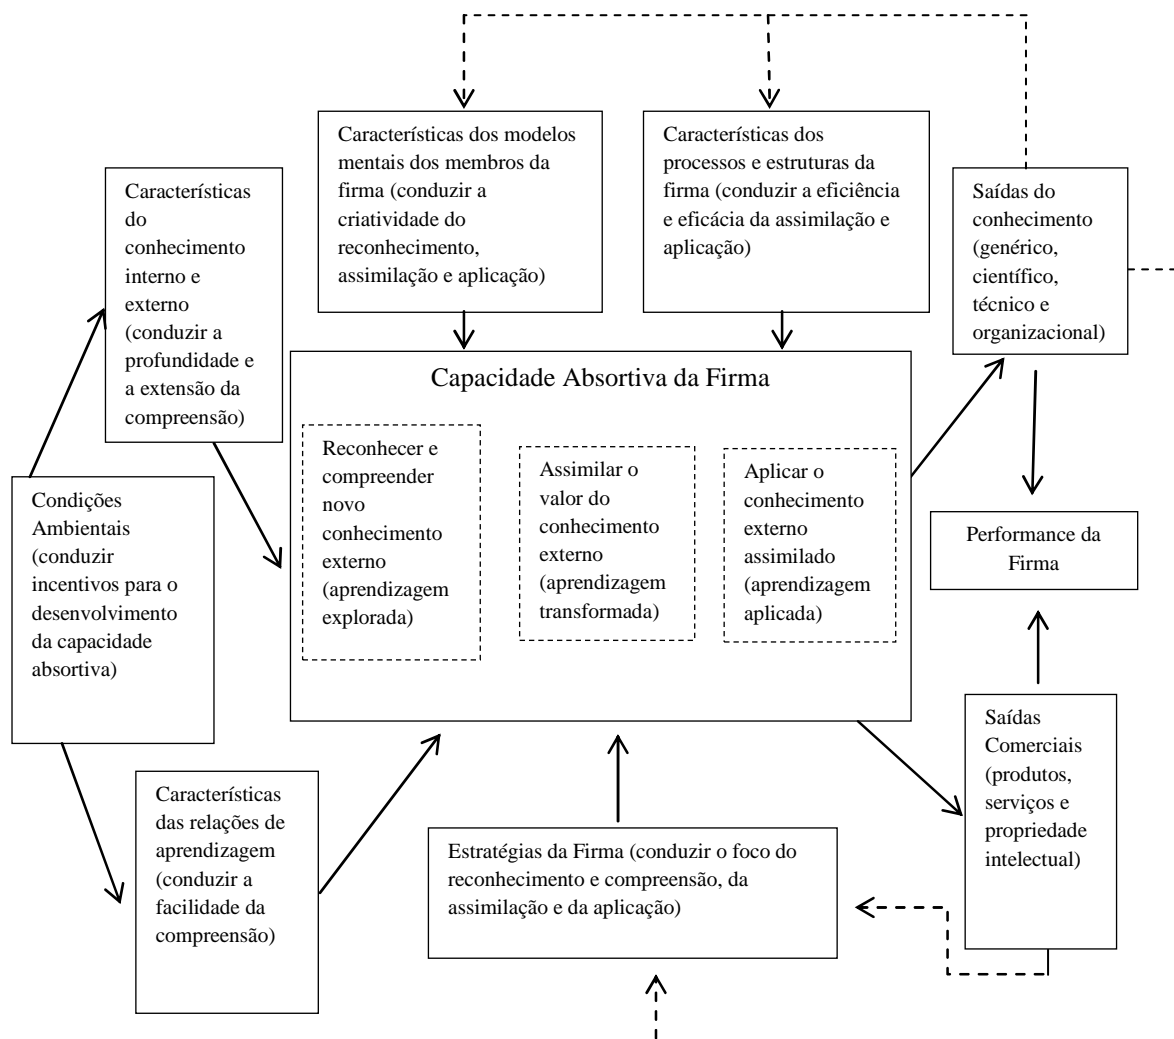 Características dos modelos
mentais dos membros da
firma (conduzir a
criatividade do
reconhecimento,
assimilação e aplicação)
Características dos
processos e estruturas da
firma (conduzir a eficiência
e eficácia da assimilação e
aplicação)
Características
do
conhecimento
interno e
externo
(conduzir a
profundidade e
a extensão da
compreensão)
Saídas do
conhecimento
(genérico,
científico,
técnico e
organizacional)
Capacidade Absortiva da Firma
Reconhecer e
compreender
novo
conhecimento
externo
(aprendizagem
explorada)
Assimilar o
valor do
conhecimento
externo
(aprendizagem
transformada)
Aplicar o
conhecimento
externo
assimilado
(aprendizagem
aplicada)
Condições
Ambientais
(conduzir
incentivos para o
desenvolvimento
da capacidade
absortiva)
Performance da
Firma
Saídas
Comerciais
(produtos,
serviços e
propriedade
intelectual)
Características
das relações de
aprendizagem
(conduzir a
facilidade da
compreensão)
Estratégias da Firma (conduzir o foco do
reconhecimento e compreensão, da
assimilação e da aplicação)